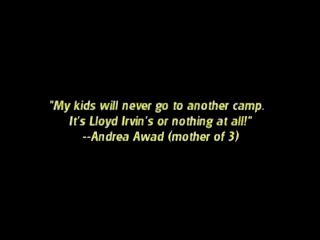 "My kids will never go to another camp.
It's Lloyd Irvin's or nothing at all!"
--Andrea Awad (mother of 3)